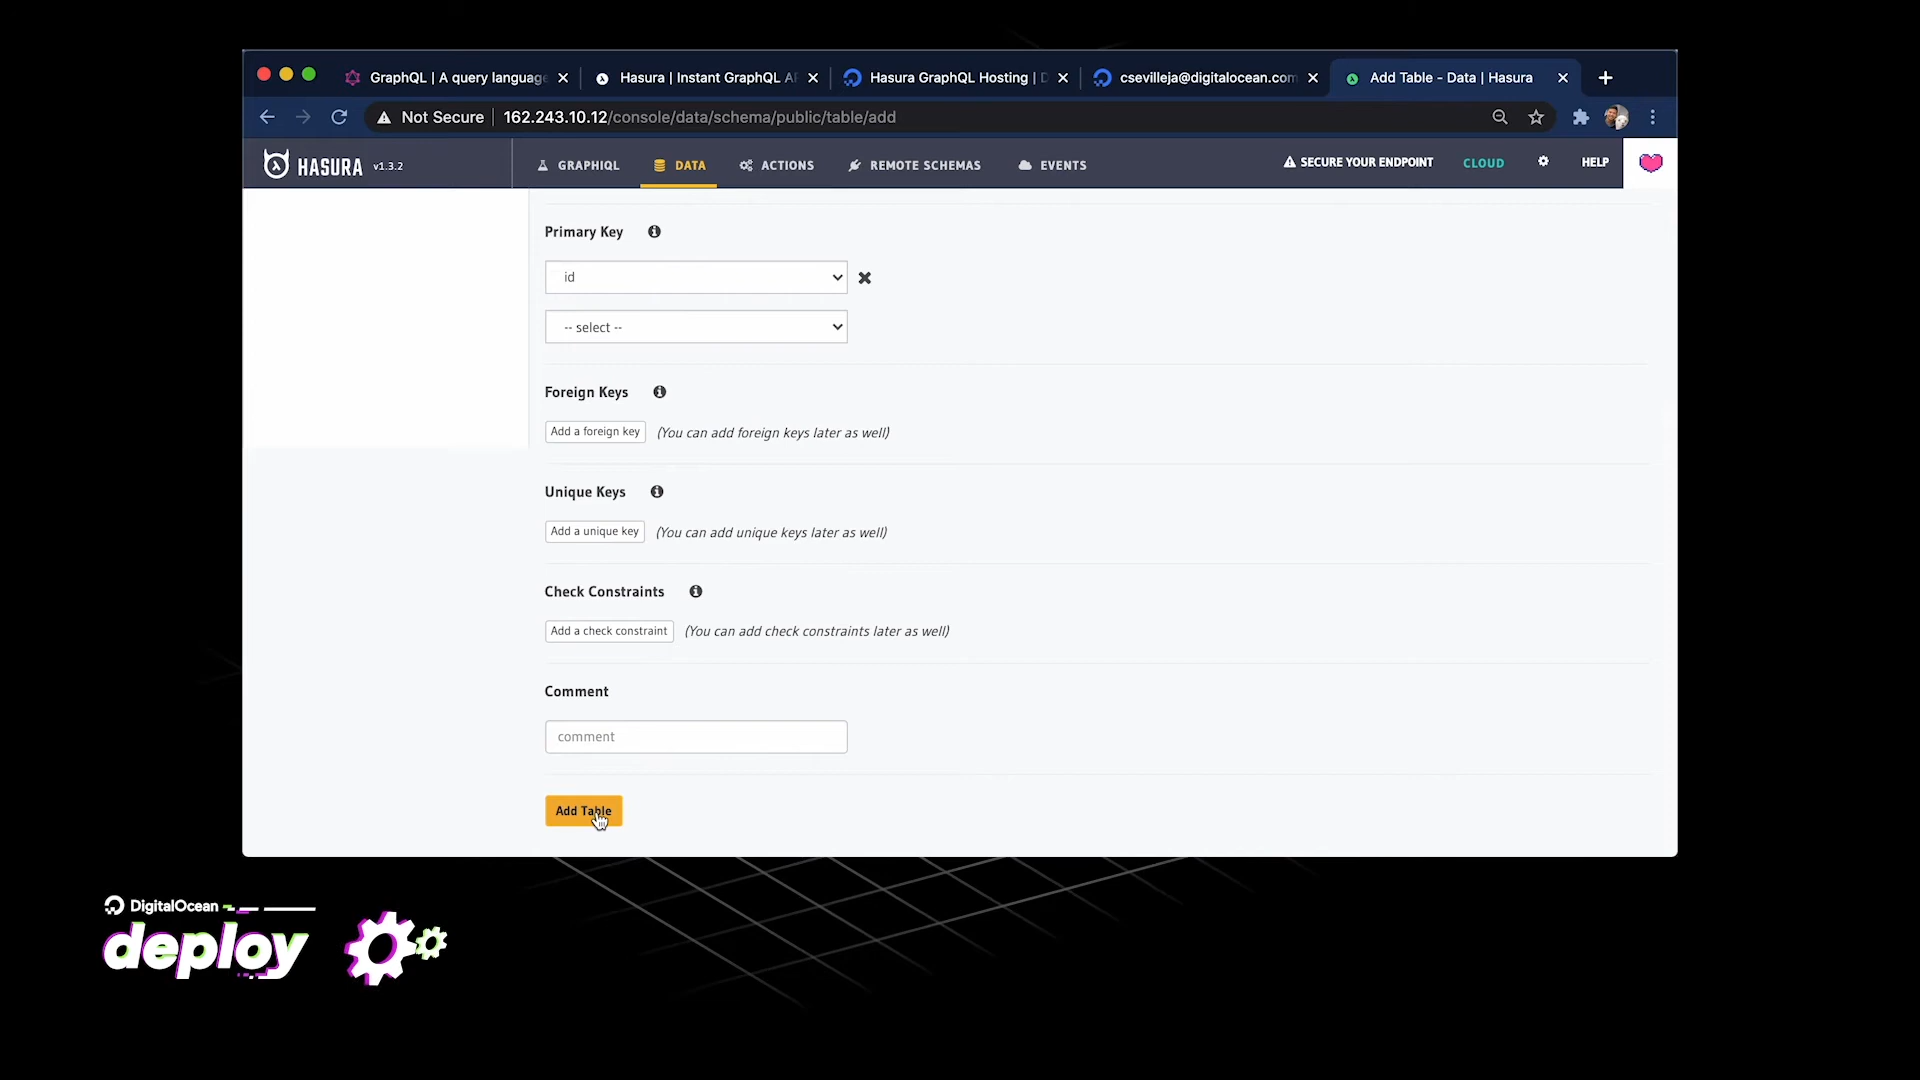 GraphQL | A query language
Hasura | Instant GraphQL AP
Hasura GraphQL Hosting | D
csevilleja@digitalocean.com
Add Table - Data | Hasura
Not Secure | 162.243.10.12/console/data/schema/public/table/add
HASURA v1.3.2
GRAPHIQL
DATA
ACTIONS
REMOTE SCHEMAS
EVENTS
SECURE YOUR ENDPOINT
CLOUD
HELP
Primary Key
id
-- select --
Foreign Keys
Add a foreign key (You can add foreign keys later as well)
Unique Keys
Add a unique key (You can add unique keys later as well)
Check Constraints
Add a check constraint (You can add check constraints later as well)
Comment
comment
Add Table
DigitalOcean
deploy